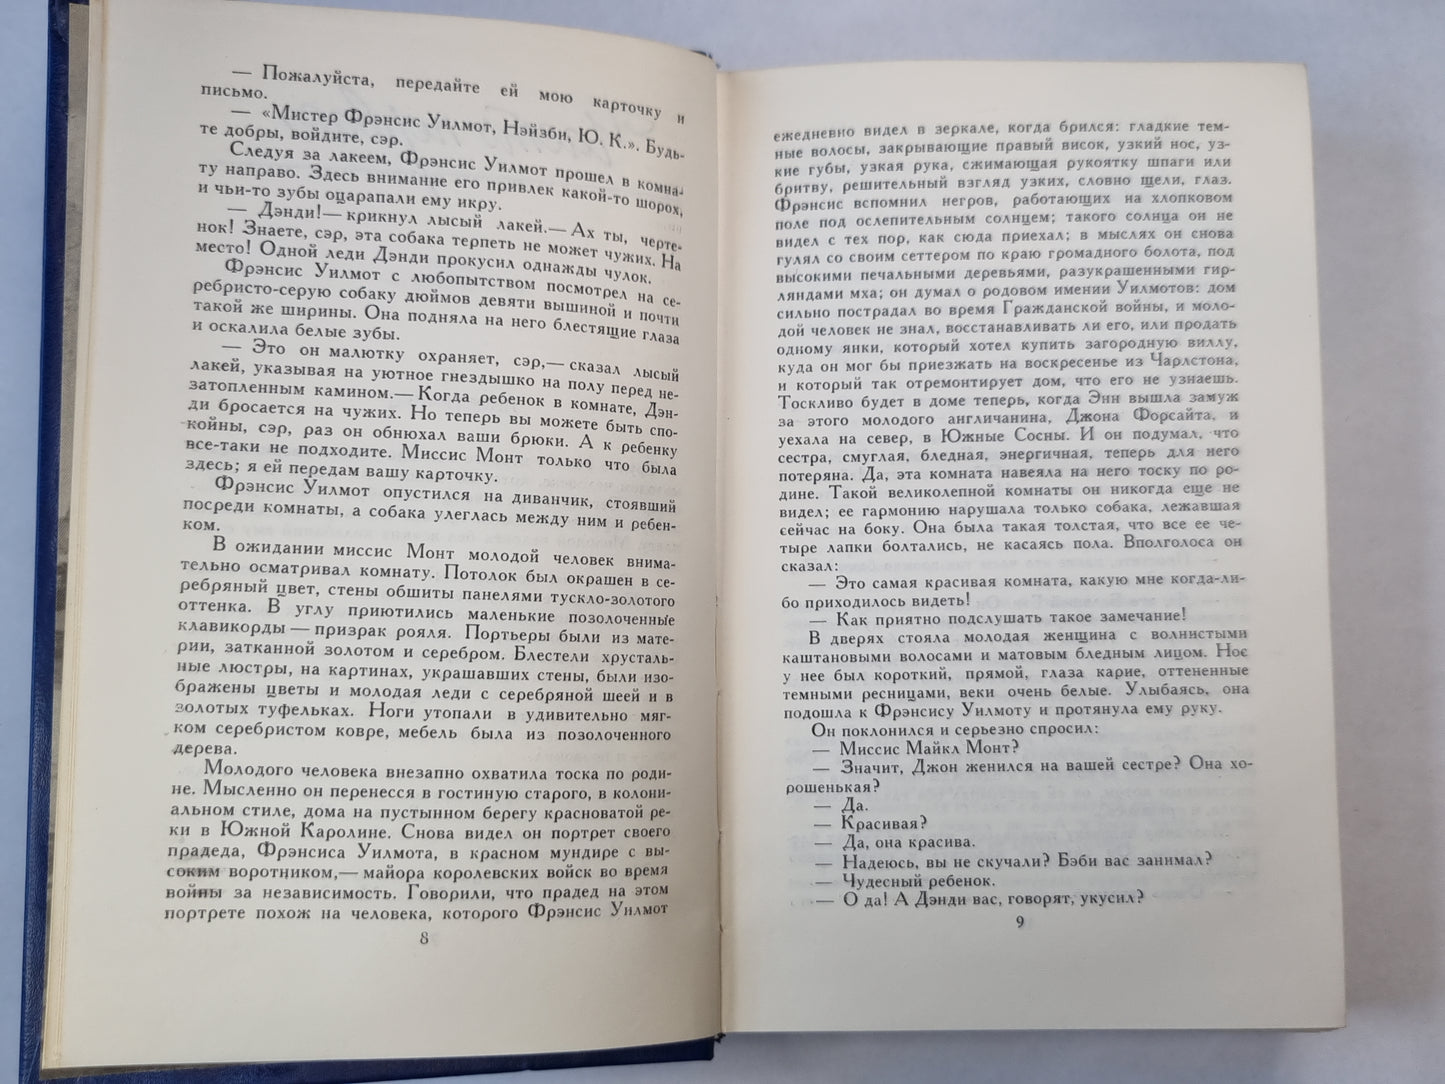 — Пожалуйста, передайте ей мою карточку и
письмо.
— «Мистер Фрэнсис Уилмот, Нэйзби, Ю. К.». Будь-
те добры, войдите, сэр.
Следуя за лакеем, Фрэнсис Уилмот прошел в комна-
ту направо. Здесь внимание его привлек какой-то шорох,
и чьи-то зубы оцарапали ему икру.
— Дэнди!— крикнул лысый лакей.— Ах ты, черте-
нок! Знаете, сэр, эта собака терпеть не может чужих. На
место! Одной леди Дэнди прокусил однажды чулок.
Фрэнсис Уилмот с любопытством посмотрел на се-
ребристо-серую собаку дюймов девяти вышиной и почти
такой же ширины. Она подняла на него блестящие глаза
и оскалила белые зубы.
— Это он малютку охраняет, сэр,— сказал лысый
лакей, указывая на уютное гнездышко на полу перед не-
затопленным камином.— Когда ребенок в комнате, Дэн-
ди бросается на чужих. Но теперь вы можете быть спо-
койны, сэр, раз он обнюхал ваши брюки. А к ребенку
все-таки не подходите. Миссис Монт только что была
здесь; я ей передам вашу карточку.
Фрэнсис Уилмот опустился на диванчик, стоявший
посреди комнаты, а собака улеглась между ним и ребен-
ком.
В ожидании миссис Монт молодой человек внима-
тельно осматривал комнату. Потолок был окрашен в се-
ребряный цвет, стены обшиты панелями тускло-золотого
оттенка. В углу приютились маленькие позолоченные
клавикорды — призрак рояля. Портьеры были из мате-
рии, затканной золотом и серебром. Блестели хрусталь-
ные люстры, на картинах, украшавших стены, были изо-
бражены цветы и молодая леди с серебряной шеей и в
золотых туфельках. Ноги утопали в удивительно мяг-
ком серебристом ковре, мебель была из позолоченного
дерева.
Молодого человека внезапно охватила тоска по роди-
не. Мысленно он перенесся в гостиную старого, в колони-
альном стиле, дома на пустынном берегу красноватой ре-
ки в Южной Каролине. Снова видел он портрет своего
прадеда, Фрэнсиса Уилмота, в красном мундире с вы-
соким воротником,— майора королевских войск во время
войны за независимость. Говорили, что прадед на этом
портрете похож на человека, которого Фрэнсис Уилмот
8
ежедневно видел в зеркале, когда брился: гладкие тем-
ные волосы, закрывающие правый висок, узкий нос, уз-
кие губы, узкая рука, сжимающая рукоятку шпаги или
бритву, решительный взгляд узких, словно щели, глаз.
Фрэнсис вспомнил негров, работающих на хлопковом
поле под ослепительным солнцем; такого солнца он не
видел с тех пор, как сюда приехал; в мыслях он снова
гулял со своим сеттером по краю громадного болота, под
высокими печальными деревьями, разукрашенными гир-
ляндами мха; он думал о родовом имении Уилмотов: дом
сильно пострадал во время Гражданской войны, и моло-
дой человек не знал, восстанавливать ли его, или продать
одному янки, который хотел купить загородную виллу,
куда он мог бы приезжать на воскресенье из Чарлстона,
и который так отремонтирует дом, что его не узнаешь.
Тоскливо будет в доме теперь, когда Энн вышла замуж
за этого молодого англичанина, Джона Форсайта, и
уехала на север, в Южные Сосны. И он подумал, что
сестра, смуглая, бледная, энергичная, теперь для него
потеряна. Да, эта комната навеяла на него тоску по ро-
дине. Такой великолепной комнаты он никогда еще не
видел; ее гармонию нарушала только собака, лежавшая
сейчас на боку. Она была такая толстая, что все ее че-
тыре лапки болтались, не касаясь пола. Вполголоса он
сказал:
— Это самая красивая комната, какую мне когда-ли-
бо приходилось видеть!
— Как приятно подслушать такое замечание!
В дверях стояла молодая женщина с волнистыми
каштановыми волосами и матовым бледным лицом. Нос
у нее был короткий, прямой, глаза карие, оттененные
темными ресницами, веки очень белые. Улыбаясь, она
подошла к Фрэнсису Уилмоту и протянула ему руку.
Он поклонился и серьезно спросил:
— Миссис Майкл Монт?
— Значит, Джон женился на вашей сестре? Она хо-
рошенькая?
— Да.
— Красивая?
— Да, она красива.
— Надеюсь, вы не скучали? Бэби вас занимал?
— Чудесный ребенок.
— О да! А Дэнди вас, говорят, укусил?
9